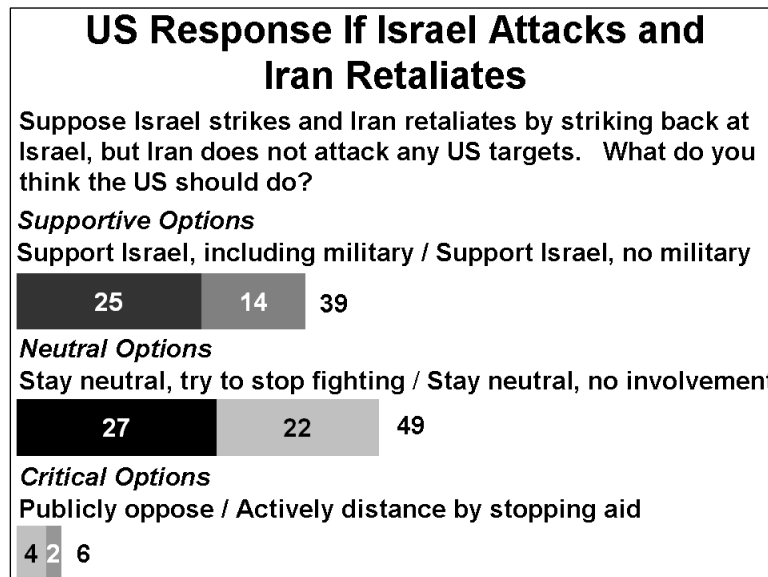 US Response If Israel Attacks and
Iran Retaliates
Suppose Israel strikes and Iran retaliates by striking back at
Israel, but Iran does not attack any US targets. What do you
think the US should do?
Supportive Options
Support Israel, including military / Support Israel, no military
25 14 39
Neutral Options
Stay neutral, try to stop fighting / Stay neutral, no involvement
27 22 49
Critical Options
Publicly oppose / Actively distance by stopping aid
4 2 6